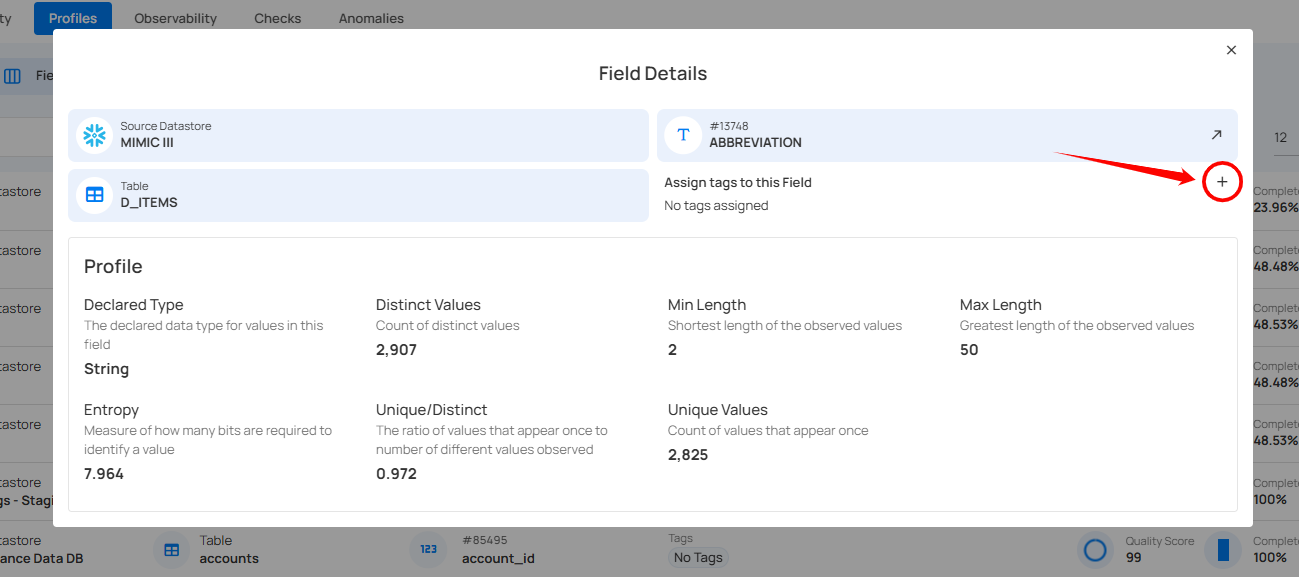 ty
Profiles
Observability
Checks
Anomalies
Fie
Field Details
Source Datastore
MIMIC III
T
#13748
ABBREVIATION
12
Table
D_ITEMS
Assign tags to this Field
No tags assigned
tastore
Complete
23.96%
Profile
Declared Type
The declared data type for values in this
field
String
Distinct Values
Count of distinct values
2,907
Min Length
Shortest length of the observed values
2
Max Length
Greatest length of the observed values
50
tastore
Complete
48.48%
tastore
Complete
48.53%
tastore
Complete
48.48%
Entropy
Measure of how many bits are required to
identify a value
7.964
Unique/Distinct
The ratio of values that appear once to
number of different values observed
0.972
Unique Values
Count of values that appear once
2,825
tastore
Complete
48.53%
tastore
gs - Stagi
Complete
100%
tastore
ance Data DB
Table
accounts
123
#85495
account_id
Tags
No Tags
Quality Score
99
Complete
100%